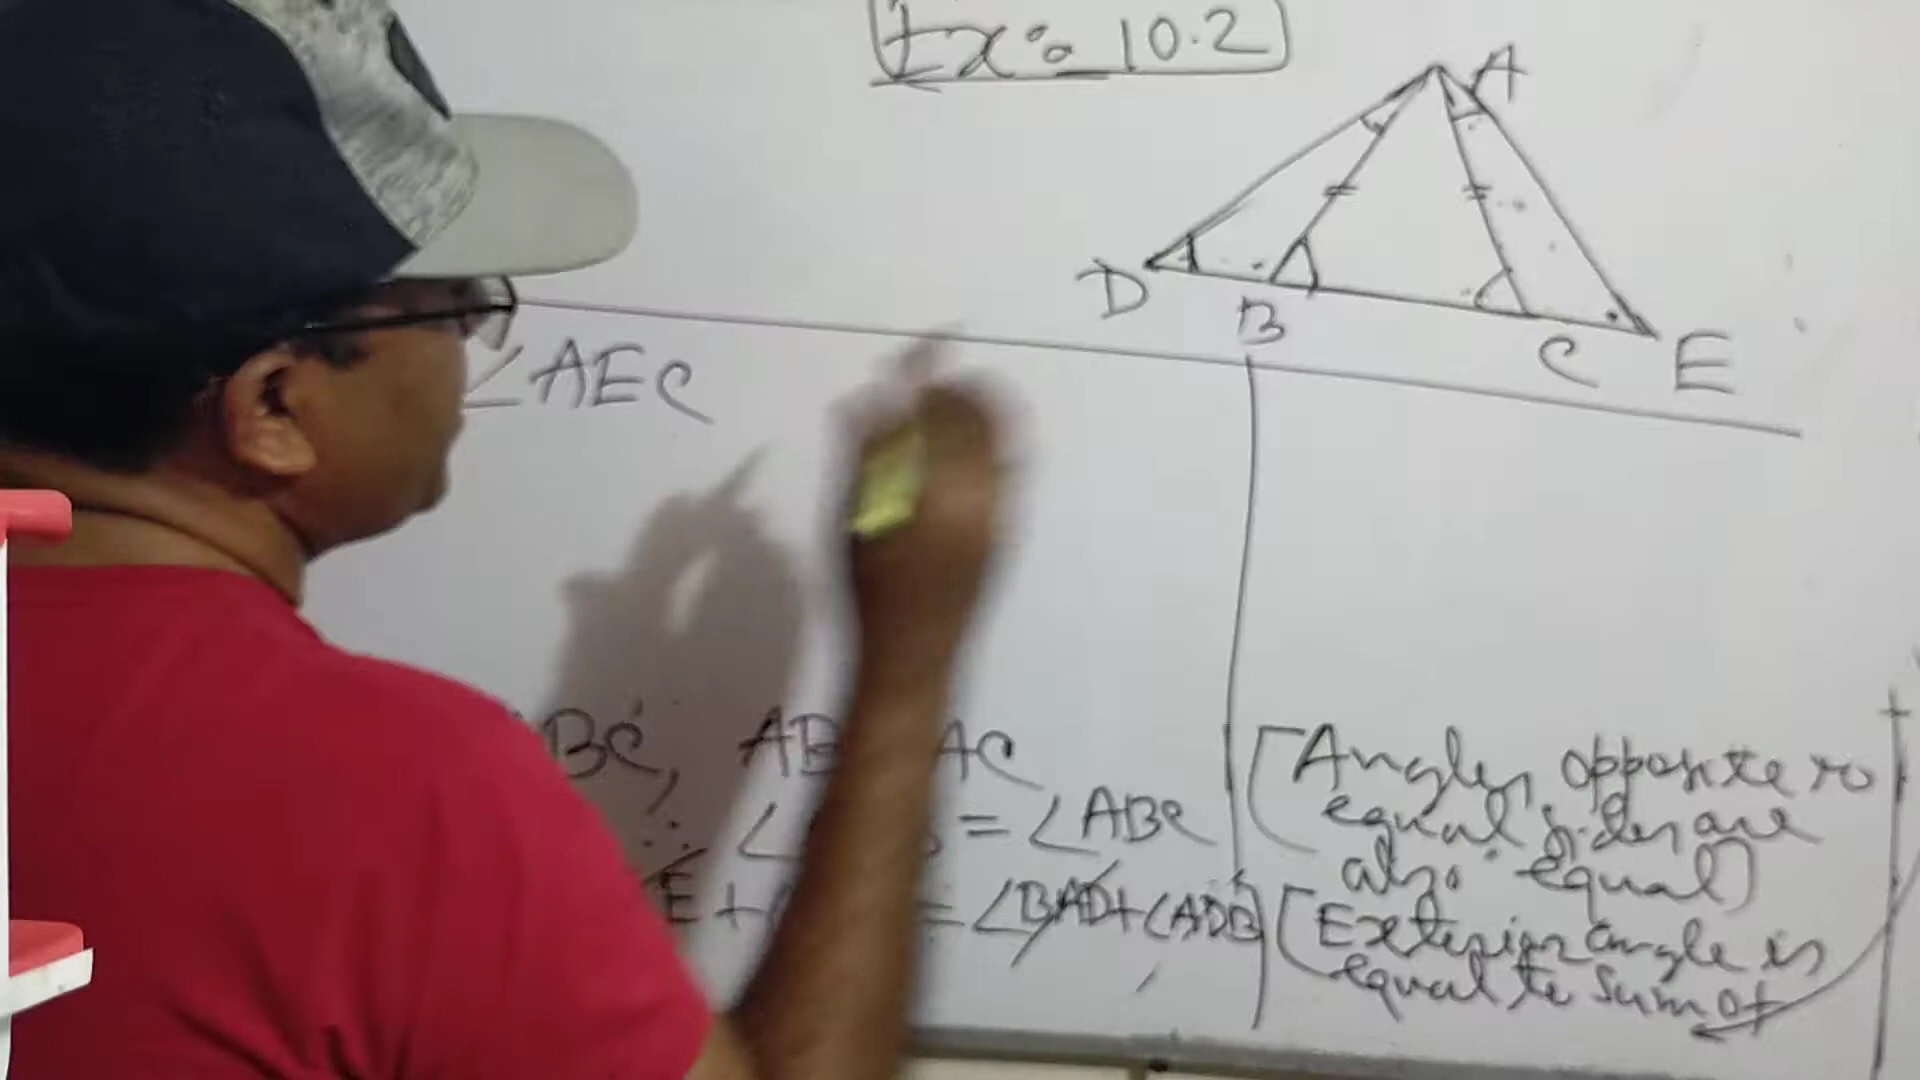 Ex: 10.2
A
D
B
C
E
∠AEC
BC, AB AC
∴ ∠ = ∠ABC
E + = ∠BAD + ∠ADB
[Angles opposite to
equal sides are
also equal]
[Exterior angle is
equal to sum of